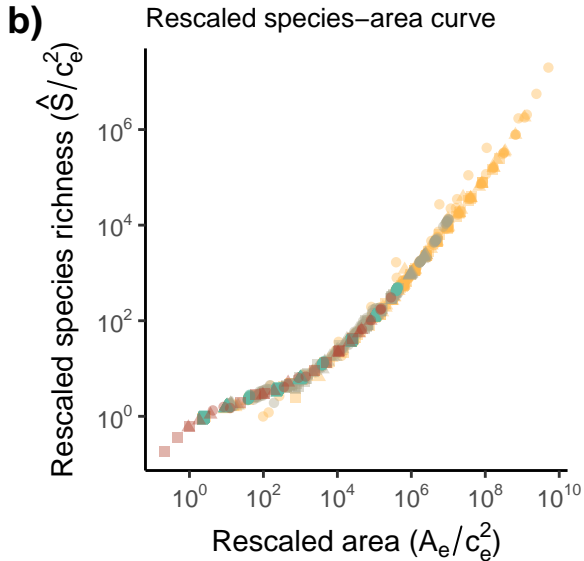 b)
Rescaled species−area curve
Rescaled species richness (Ŝ/c_e^2)
10^6
10^4
10^2
10^0
10^0 10^2 10^4 10^6 10^8 10^10
Rescaled area (A_e/c_e^2)